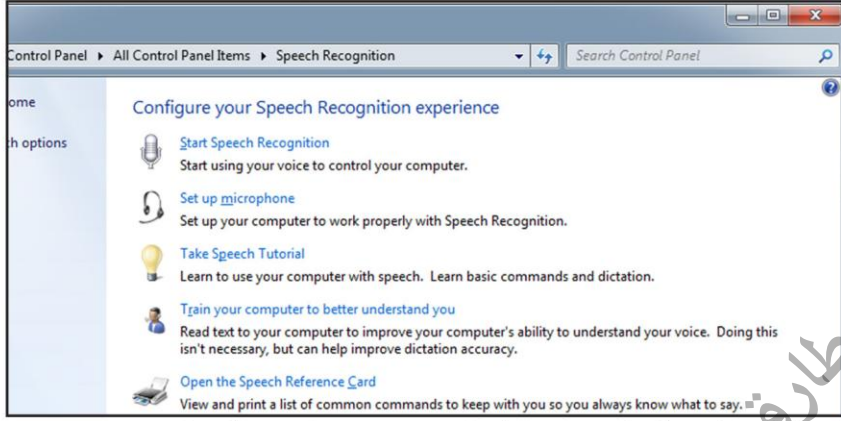 Control Panel ▸ All Control Panel Items ▸ Speech Recognition
Search Control Panel
ome
Configure your Speech Recognition experience
ch options
Start Speech Recognition
Start using your voice to control your computer.
Set up microphone
Set up your computer to work properly with Speech Recognition.
Take Speech Tutorial
Learn to use your computer with speech. Learn basic commands and dictation.
Train your computer to better understand you
Read text to your computer to improve your computer's ability to understand your voice. Doing this
isn't necessary, but can help improve dictation accuracy.
Open the Speech Reference Card
View and print a list of common commands to keep with you so you always know what to say.